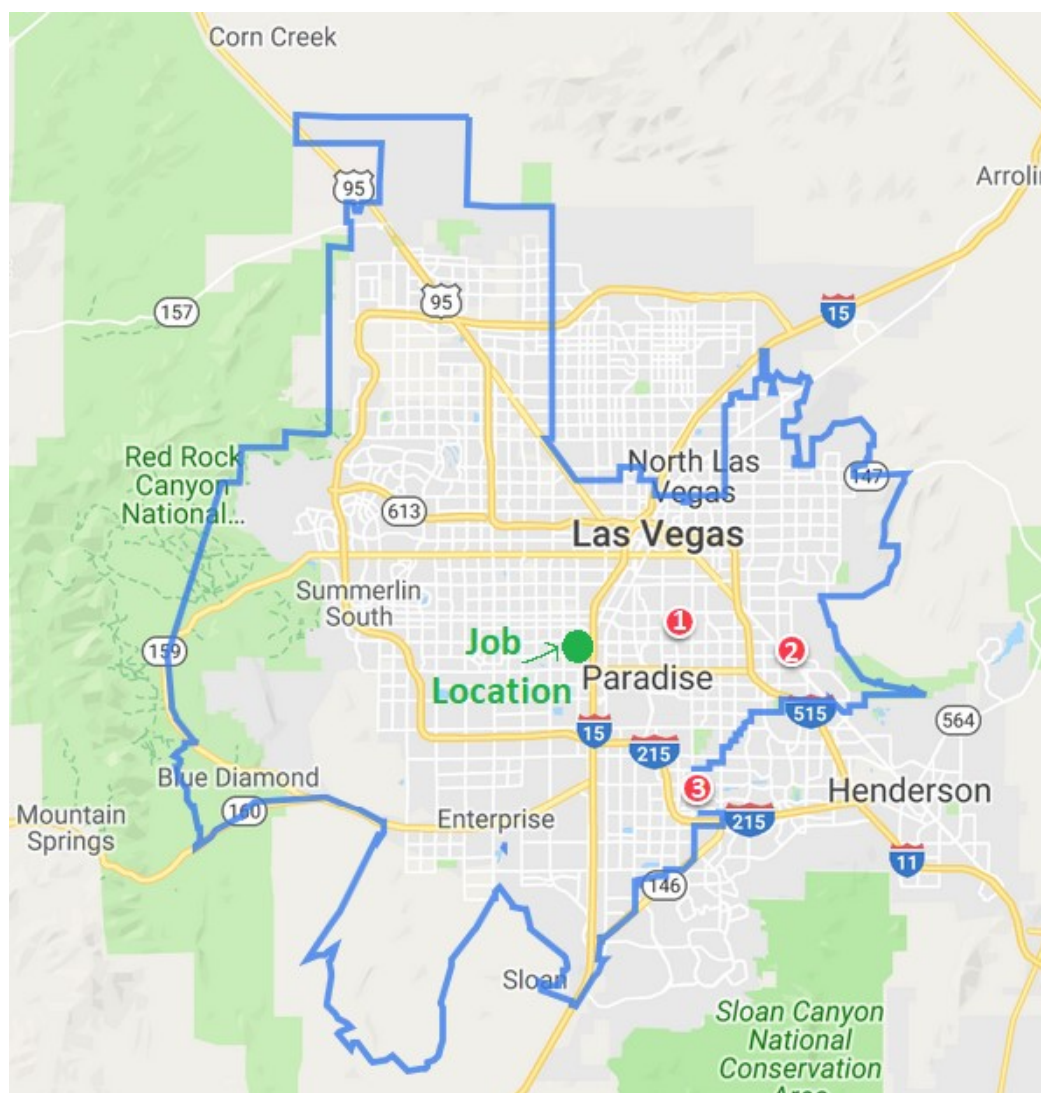 Corn Creek
95
Arrolin
157
95
15
Red Rock
Canyon
National...
North Las
Vegas
147
613
Las Vegas
Summerlin
South
1
Job
Location
159
2
Paradise
515
564
15
215
Blue Diamond
3
Henderson
160
Mountain
Springs
Enterprise
215
11
146
Sloan
Sloan Canyon
National
Conservation
Area